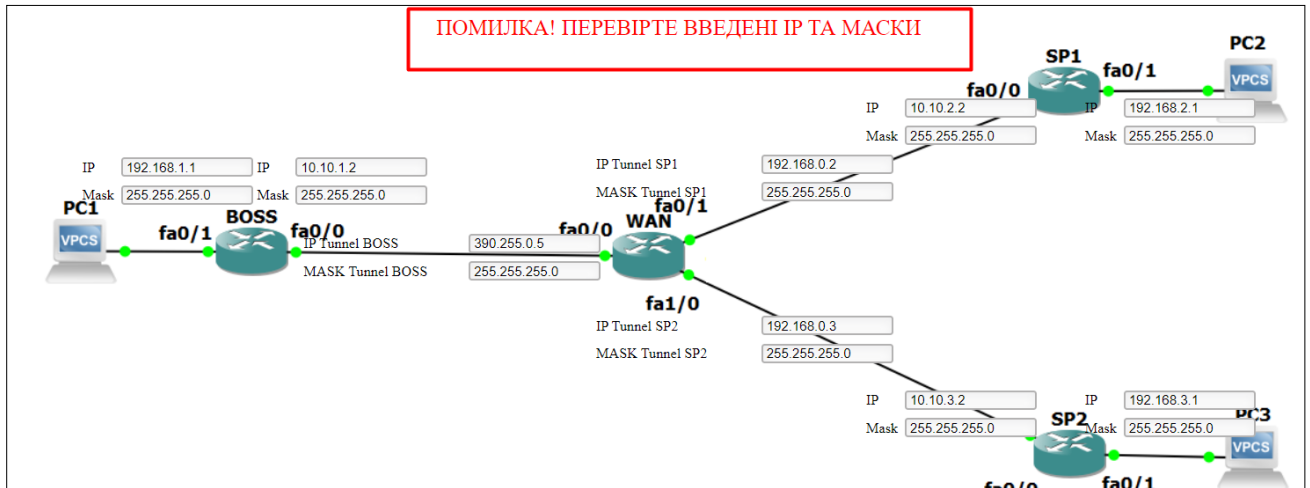 ПОМИЛКА! ПЕРЕВІРТЕ ВВЕДЕНІ IP ТА МАСКИ
PC2
SP1
fa0/1
VPCS
fa0/0
IP 10.10.2.2 IP 192.168.2.1
Mask 255.255.255.0 Mask 255.255.255.0
IP 192.168.1.1 IP 10.10.1.2
Mask 255.255.255.0 Mask 255.255.255.0
IP Tunnel SP1 192.168.0.2
MASK Tunnel SP1 255.255.255.0
PC1
VPCS
fa0/1
BOSS
fa0/0
IP Tunnel BOSS 390.255.0.5
MASK Tunnel BOSS 255.255.255.0
fa0/0
WAN
fa0/1
fa1/0
IP Tunnel SP2 192.168.0.3
MASK Tunnel SP2 255.255.255.0
IP 10.10.3.2 IP 192.168.3.1
Mask 255.255.255.0 Mask 255.255.255.0
SP2
PC3
VPCS
fa0/0
fa0/1